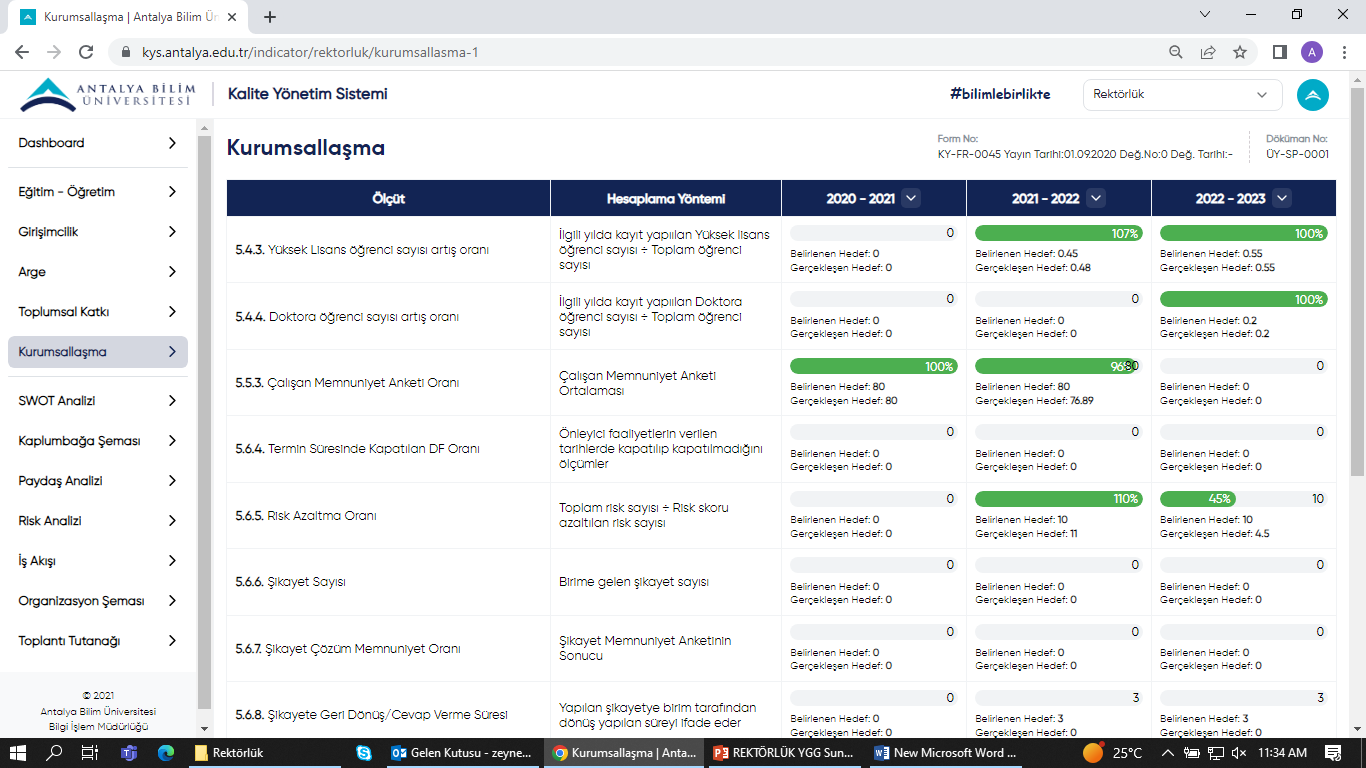 Kurumsallaşma | Antalya Bilim Ür
kys.antalya.edu.tr/indicator/rektorluk/kurumsallasma-1
A
ANTALYA BİLİM
ÜNİVERSİTESİ
Kalite Yönetim Sistemi
#bilimlebirlikte
Rektörlük
Dashboard
Eğitim - Öğretim
Girişimcilik
Arge
Toplumsal Katkı
Kurumsallaşma
SWOT Analizi
Kaplumbağa Şeması
Paydaş Analizi
Risk Analizi
İş Akışı
Organizasyon Şeması
Toplantı Tutanağı
© 2021
Antalya Bilim Üniversitesi
Bilgi İşlem Müdürlüğü
Kurumsallaşma
Form No:
KY-FR-0045 Yayın Tarihi:01.09.2020 Değ.No:0 Değ. Tarihi:-
Döküman No:
ÜY-SP-0001
Ölçüt
Hesaplama Yöntemi
2020 - 2021
2021 - 2022
2022 - 2023
5.4.3. Yüksek Lisans öğrenci sayısı artış oranı
İlgili yılda kayıt yapıılan Yüksek lisans
öğrenci sayısı ÷ Toplam öğrenci
sayısı
0
Belirlenen Hedef: 0
Gerçekleşen Hedef: 0
107%
Belirlenen Hedef: 0.45
Gerçekleşen Hedef: 0.48
100%
Belirlenen Hedef: 0.55
Gerçekleşen Hedef: 0.55
5.4.4. Doktora öğrenci sayısı artış oranı
İlgili yılda kayıt yapıılan Doktora
öğrenci sayısı ÷ Toplam öğrenci
sayısı
0
Belirlenen Hedef: 0
Gerçekleşen Hedef: 0
0
Belirlenen Hedef: 0
Gerçekleşen Hedef: 0
100%
Belirlenen Hedef: 0.2
Gerçekleşen Hedef: 0.2
5.5.3. Çalışan Memnuniyet Anketi Oranı
Çalışan Memnuniyet Anketi
Ortalaması
100%
Belirlenen Hedef: 80
Gerçekleşen Hedef: 80
96%
80
Belirlenen Hedef: 80
Gerçekleşen Hedef: 76.89
0
Belirlenen Hedef: 0
Gerçekleşen Hedef: 0
5.6.4. Termin Süresinde Kapatılan DF Oranı
Önleyici faaliyetlerin verilen
tarihlerde kapatılıp kapatılmadığını
ölçümler
0
Belirlenen Hedef: 0
Gerçekleşen Hedef: 0
0
Belirlenen Hedef: 0
Gerçekleşen Hedef: 0
0
Belirlenen Hedef: 0
Gerçekleşen Hedef: 0
5.6.5. Risk Azaltma Oranı
Toplam risk sayısı ÷ Risk skoru
azaltılan risk sayısı
0
Belirlenen Hedef: 0
Gerçekleşen Hedef: 0
110%
Belirlenen Hedef: 10
Gerçekleşen Hedef: 11
45%
10
Belirlenen Hedef: 10
Gerçekleşen Hedef: 4.5
5.6.6. Şikayet Sayısı
Birime gelen şikayet sayısı
0
Belirlenen Hedef: 0
Gerçekleşen Hedef: 0
0
Belirlenen Hedef: 0
Gerçekleşen Hedef: 0
0
Belirlenen Hedef: 0
Gerçekleşen Hedef: 0
5.6.7. Şikayet Çözüm Memnuniyet Oranı
Şikayet Memnuniyet Anketinin
Sonucu
0
Belirlenen Hedef: 0
Gerçekleşen Hedef: 0
0
Belirlenen Hedef: 0
Gerçekleşen Hedef: 0
0
Belirlenen Hedef: 0
Gerçekleşen Hedef: 0
5.6.8. Şikayete Geri Dönüş/Cevap Verme Süresi
Yapılan şikayetye birim tarafından
dönüş yapılan süreyi ifade eder
0
Belirlenen Hedef: 0
3
Belirlenen Hedef: 3
3
Belirlenen Hedef: 3
Rektörlük
Gelen Kutusu - zeyne...
Kurumsallaşma | Anta...
REKTÖRLÜK YGG Sun...
New Microsoft Word ...
25°C
11:34 AM